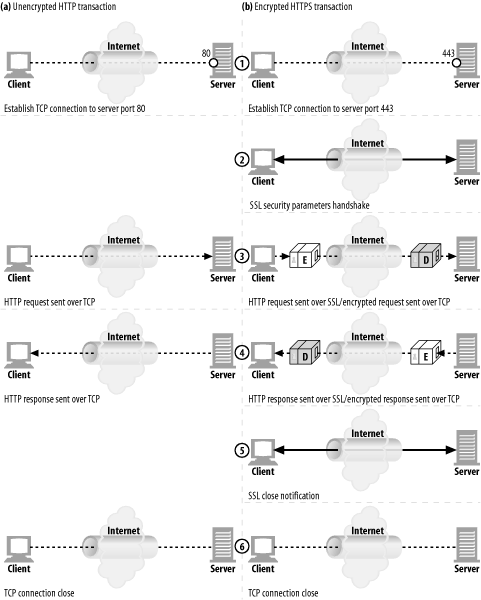 (a) Unencrypted HTTP transaction
(b) Encrypted HTTPS transaction
Internet
80
Client
Server
Establish TCP connection to server port 80
1
Internet
443
Client
Server
Establish TCP connection to server port 443
2
Internet
Client
Server
SSL security parameters handshake
Internet
Client
Server
HTTP request sent over TCP
3
Internet
E
D
Client
Server
HTTP request sent over SSL/encrypted request sent over TCP
Internet
Client
Server
HTTP response sent over TCP
4
Internet
D
E
Client
Server
HTTP response sent over SSL/encrypted response sent over TCP
5
Internet
Client
Server
SSL close notification
Internet
Client
Server
TCP connection close
6
Internet
Client
Server
TCP connection close